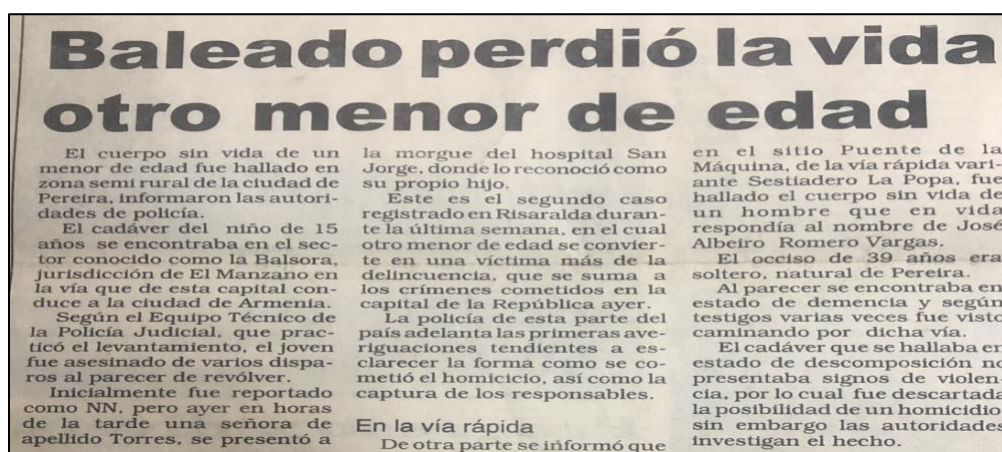 Baleado perdió la vida
otro menor de edad
El cuerpo sin vida de un
menor de edad fue hallado en
zona semi rural de la ciudad de
Pereira, informaron las autori-
dades de policía.
El cadáver del niño de 15
años se encontraba en el sec-
tor conocido como la Balsora,
jurisdicción de El Manzano en
la vía que de esta capital con-
duce a la ciudad de Armenia.
Según el Equipo Técnico de
la Policía Judicial, que prac-
ticó el levantamiento, el joven
fue asesinado de varios dispa-
ros al parecer de revólver.
Inicialmente fue reportado
como NN, pero ayer en horas
de la tarde una señora de
apellido Torres, se presentó a
la morgue del hospital San
Jorge, donde lo reconoció como
su propio hijo.
Este es el segundo caso
registrado en Risaralda duran-
te la última semana, en el cual
otro menor de edad se convier-
te en una víctima más de la
delincuencia, que se suma a
los crímenes cometidos en la
capital de la República ayer.
La policía de esta parte del
país adelanta las primeras ave-
riguaciones tendientes a es-
clarecer la forma como se co-
metió el homicicio, así como la
captura de los responsables.
En la vía rápida
De otra parte se informó que
en el sitio Puente de la
Máquina, de la vía rápida vari-
ante Sestiadero La Popa, fue
hallado el cuerpo sin vida de
un hombre que en vida
respondía al nombre de José
Albeiro Romero Vargas.
El occiso de 39 años era
soltero, natural de Pereira.
Al parecer se encontraba en
estado de demencia y según
testigos varias veces fue visto
caminando por dicha vía.
El cadáver que se hallaba en
estado de descomposición no
presentaba signos de violen
cia, por lo cual fue descartada
la posibilidad de un homicidio
sin embargo las autoridades
investigan el hecho.